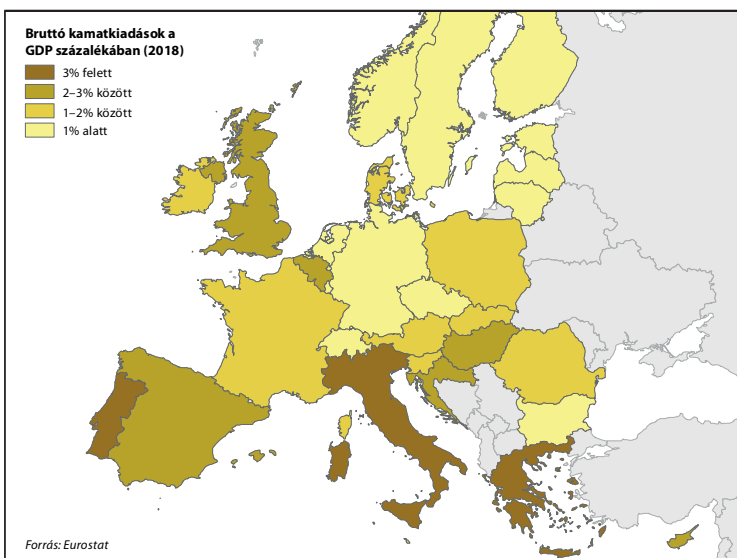 Bruttó kamatkiadások a
GDP százalékában (2018)
3% felett
2–3% között
1–2% között
1% alatt
Forrás: Eurostat